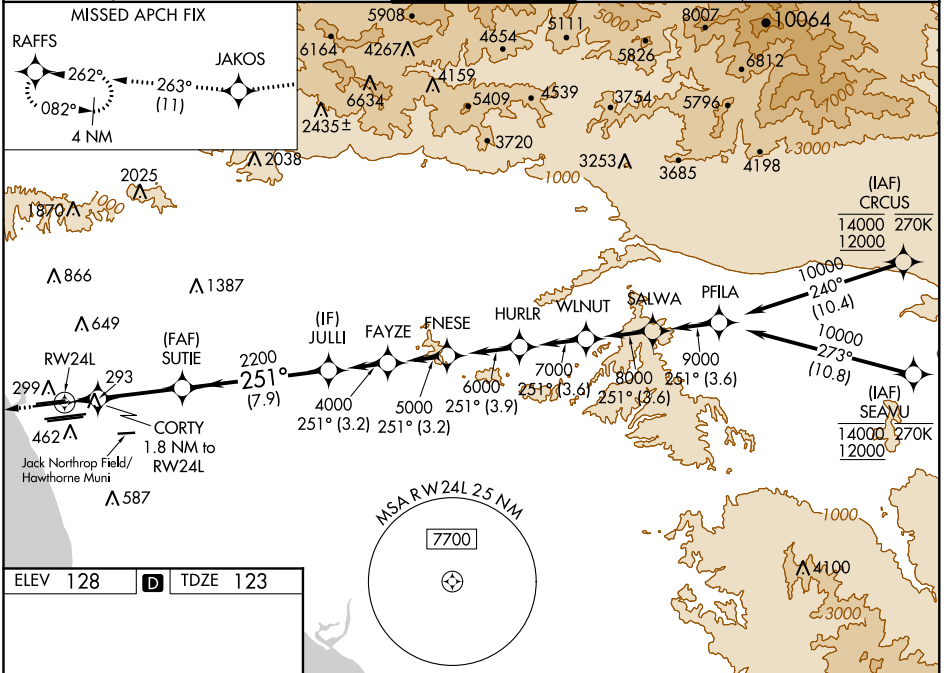 MISSED APCH FIX
RAFFS
JAKOS
262°
263°
(11)
082°
4 NM
5908
6164
4267
4654
5111
5826
8007
10064
6812
6634
4159
5409
4539
3754
5796
7000
5000
2435±
3720
3253
3685
4198
3000
2038
1000
2025
1870
1000
(IAF)
CRCUS
14000 270K
12000
866
1387
649
10000
240°
(10.4)
PFILA
SALWA
WLNUT
HURLR
FNESE
FAYZE
(IF)
JULLI
(FAF)
SUTIE
RW24L
2200
251°
(7.9)
4000
251° (3.2)
5000
251° (3.2)
6000
251° (3.9)
7000
251° (3.6)
8000
251° (3.6)
9000
251° (3.6)
10000
273°
(10.8)
(IAF)
SEAVU
14000 270K
12000
299
293
462
CORTY
1.8 NM to
RW24L
Jack Northrop Field/
Hawthorne Muni
587
MSA RW24L 25 NM
7700
1000
4100
3000
ELEV 128 D TDZE 123